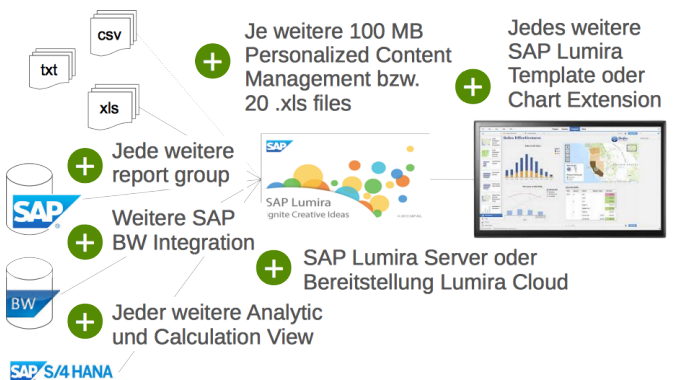 csv
txt
xls
Je weitere 100 MB
Personalized Content
Management bzw.
20 .xls files
Jedes weitere
SAP Lumira
Template oder
Chart Extension
Jede weitere
report group
SAP
SAP
SAP Lumira
Ignite Creative Ideas
Weitere SAP
BW Integration
SAP Lumira Server oder
Bereitstellung Lumira Cloud
BW
Jeder weitere Analytic
und Calculation View
SAP S/4 HANA